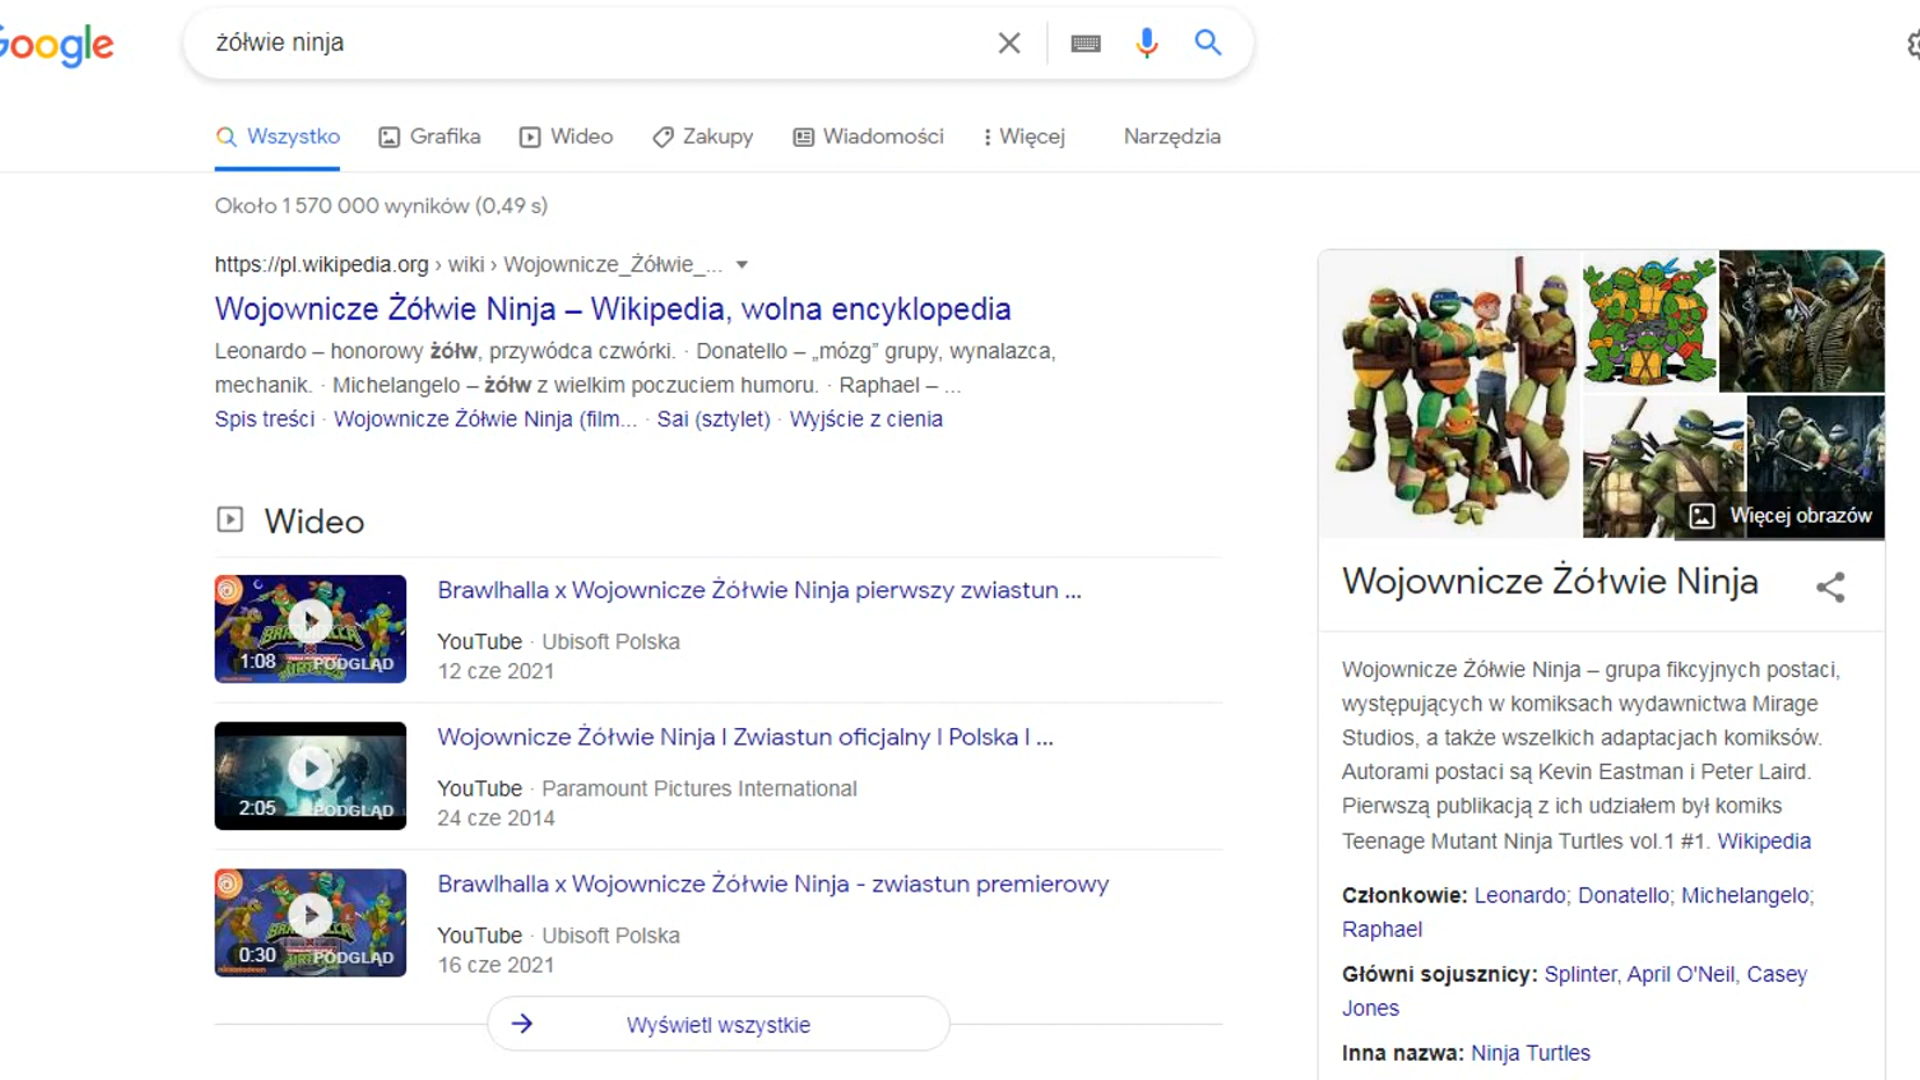 Google
żółwie ninja
Wszystko
Grafika
Wideo
Zakupy
Wiadomości
Więcej
Narzędzia
Około 1 570 000 wyników (0,49 s)
https://pl.wikipedia.org › wiki › Wojownicze_Żółwie_...
Wojownicze Żółwie Ninja – Wikipedia, wolna encyklopedia
Leonardo – honorowy żółw, przywódca czwórki. · Donatello – „mózg” grupy, wynalazca,
mechanik. · Michelangelo – żółw z wielkim poczuciem humoru. · Raphael – ...
Spis treści · Wojownicze Żółwie Ninja (film... · Sai (sztylet) · Wyjście z cienia
Wideo
1:08
PODGLĄD
Brawlhalla x Wojownicze Żółwie Ninja pierwszy zwiastun ...
YouTube · Ubisoft Polska
12 cze 2021
2:05
PODGLĄD
Wojownicze Żółwie Ninja I Zwiastun oficjalny I Polska I ...
YouTube · Paramount Pictures International
24 cze 2014
0:30
PODGLĄD
Brawlhalla x Wojownicze Żółwie Ninja - zwiastun premierowy
YouTube · Ubisoft Polska
16 cze 2021
Wyświetl wszystkie
Więcej obrazów
Wojownicze Żółwie Ninja
Wojownicze Żółwie Ninja – grupa fikcyjnych postaci,
występujących w komiksach wydawnictwa Mirage
Studios, a także wszelkich adaptacjach komiksów.
Autorami postaci są Kevin Eastman i Peter Laird.
Pierwszą publikacją z ich udziałem był komiks
Teenage Mutant Ninja Turtles vol.1 #1. Wikipedia
Członkowie: Leonardo; Donatello; Michelangelo;
Raphael
Główni sojusznicy: Splinter, April O'Neil, Casey
Jones
Inna nazwa: Ninja Turtles